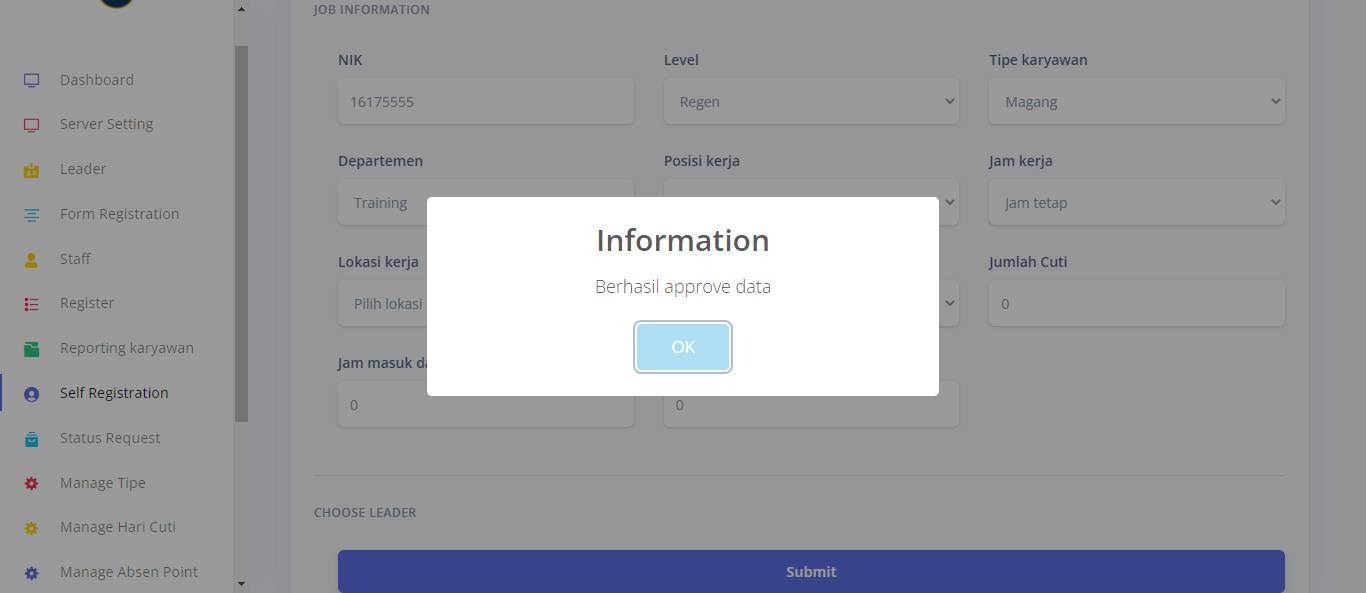 JOB INFORMATION
NIK
Level
Tipe karyawan
16175555
Regen
Magang
Departemen
Posisi kerja
Jam kerja
Training
Jam tetap
Lokasi kerja
Jumlah Cuti
Pilih lokasi
0
Jam masuk
0
0
Information
Berhasil approve data
OK
CHOOSE LEADER
Submit
Dashboard
Server Setting
Leader
Form Registration
Staff
Register
Reporting karyawan
Self Registration
Status Request
Manage Tipe
Manage Hari Cuti
Manage Absen Point